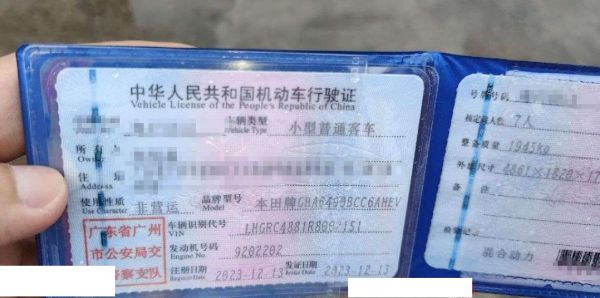 中华人民共和国机动车行驶证
Vehicle License of the People's Republic of China
车辆类型 小型普通客车
Vehicle Type
所
Owner
住
Address
使用性质 非营运 品牌型号 本田牌GHA6490BCC6AHEV
Use Character Model
广东省广州 车辆识别代号
市公安局交 VIN
警察支队 发动机号码 9202202
Engine No.
注册日期 2023-12-13 发证日期 2023-12-13
Register Date Issue Date
号牌号码
核定载人数 7人
整备质量 1945kg
外廓尺寸
检验记录
混合动力